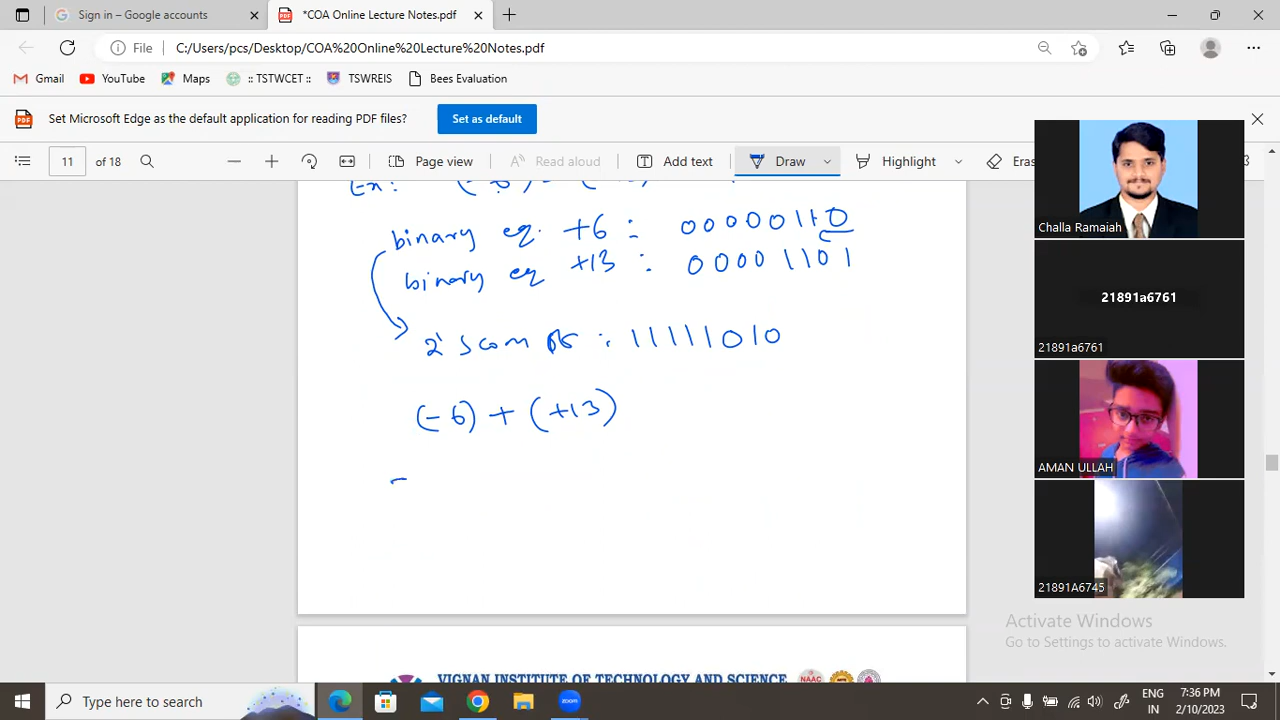 Sign in – Google accounts
*COA Online Lecture Notes.pdf
File C:/Users/pcs/Desktop/COA%20Online%20Lecture%20Notes.pdf
Gmail YouTube Maps :: TSTWCET :: TSWREIS Bees Evaluation
Set Microsoft Edge as the default application for reading PDF files? Set as default
11 of 18 Page view Read aloud Add text Draw Highlight Eras
Ex:
binary eq. +6 : 00000110
binary eq +13 : 00001101
2's com : 11111010
(-6) + (+13)
VIGNAN INSTITUTE OF TECHNOLOGY AND SCIENCE
NAAC
Challa Ramaiah
21891a6761
21891a6761
AMAN ULLAH
21891A6745
Activate Windows
Go to Settings to activate Windows.
Type here to search
zoom
ENG
IN
7:36 PM
2/10/2023